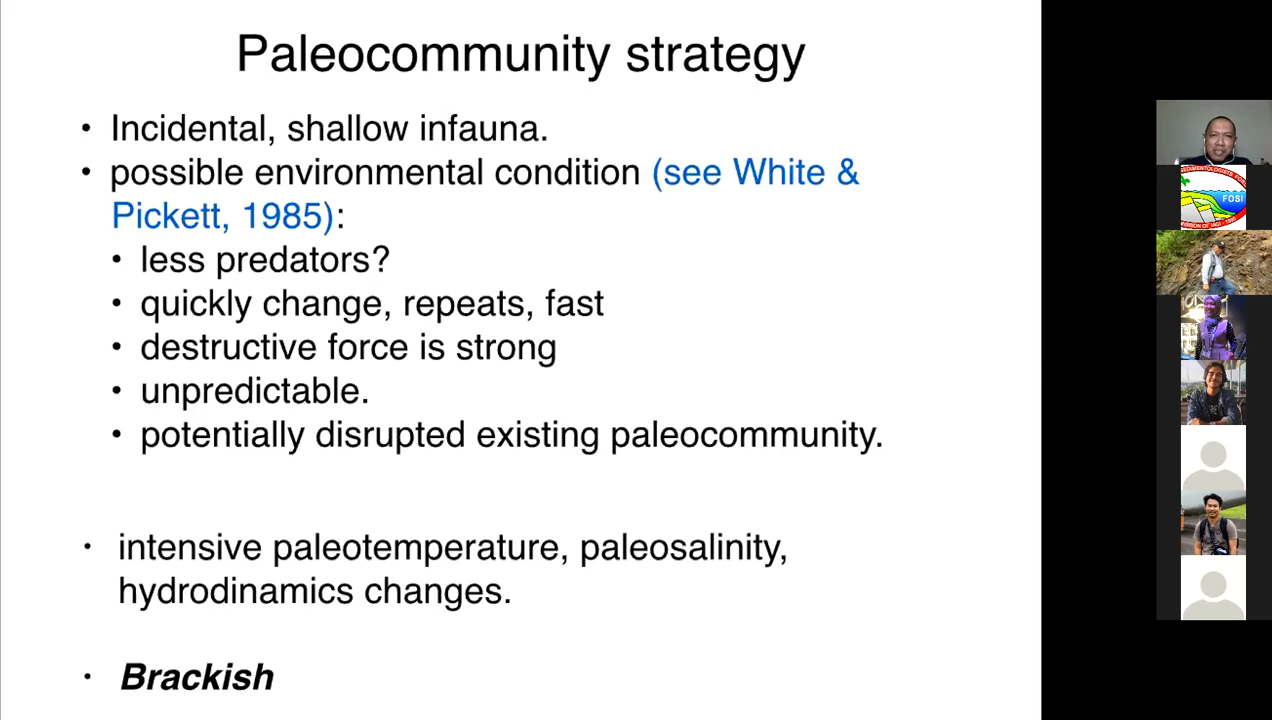 Paleocommunity strategy
• Incidental, shallow infauna.
• possible environmental condition (see White &
Pickett, 1985):
• less predators?
• quickly change, repeats, fast
• destructive force is strong
• unpredictable.
• potentially disrupted existing paleocommunity.
• intensive paleotemperature, paleosalinity,
hydrodinamics changes.
• Brackish
FOSI